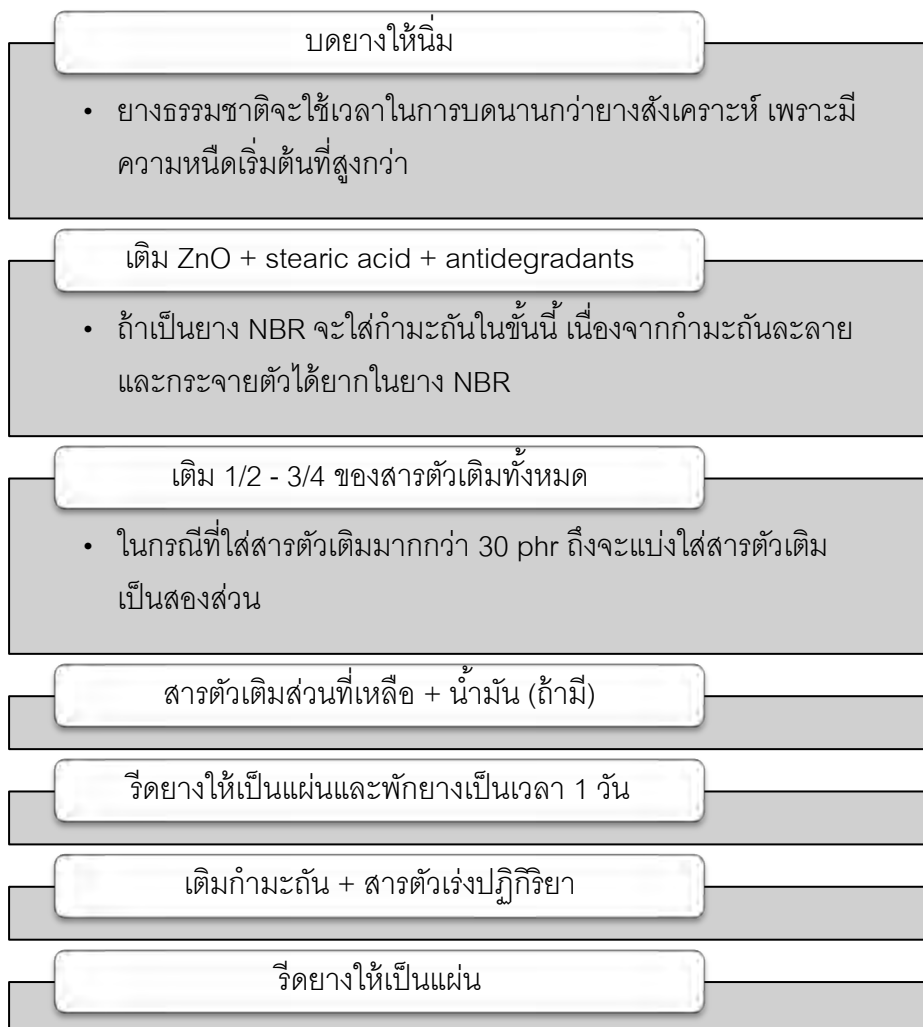 บดยางให้นิ่ม
• ยางธรรมชาติจะใช้เวลาในการบดนานกว่ายางสังเคราะห์ เพราะมี
ความหนืดเริ่มต้นที่สูงกว่า
เติม ZnO + stearic acid + antidegradants
• ถ้าเป็นยาง NBR จะใส่กำมะถันในขั้นนี้ เนื่องจากกำมะถันละลาย
และกระจายตัวได้ยากในยาง NBR
เติม 1/2 - 3/4 ของสารตัวเติมทั้งหมด
• ในกรณีที่ใส่สารตัวเติมมากกว่า 30 phr ถึงจะแบ่งใส่สารตัวเติม
เป็นสองส่วน
สารตัวเติมส่วนที่เหลือ + น้ำมัน (ถ้ามี)
รีดยางให้เป็นแผ่นและพักยางเป็นเวลา 1 วัน
เติมกำมะถัน + สารตัวเร่งปฏิกิริยา
รีดยางให้เป็นแผ่น